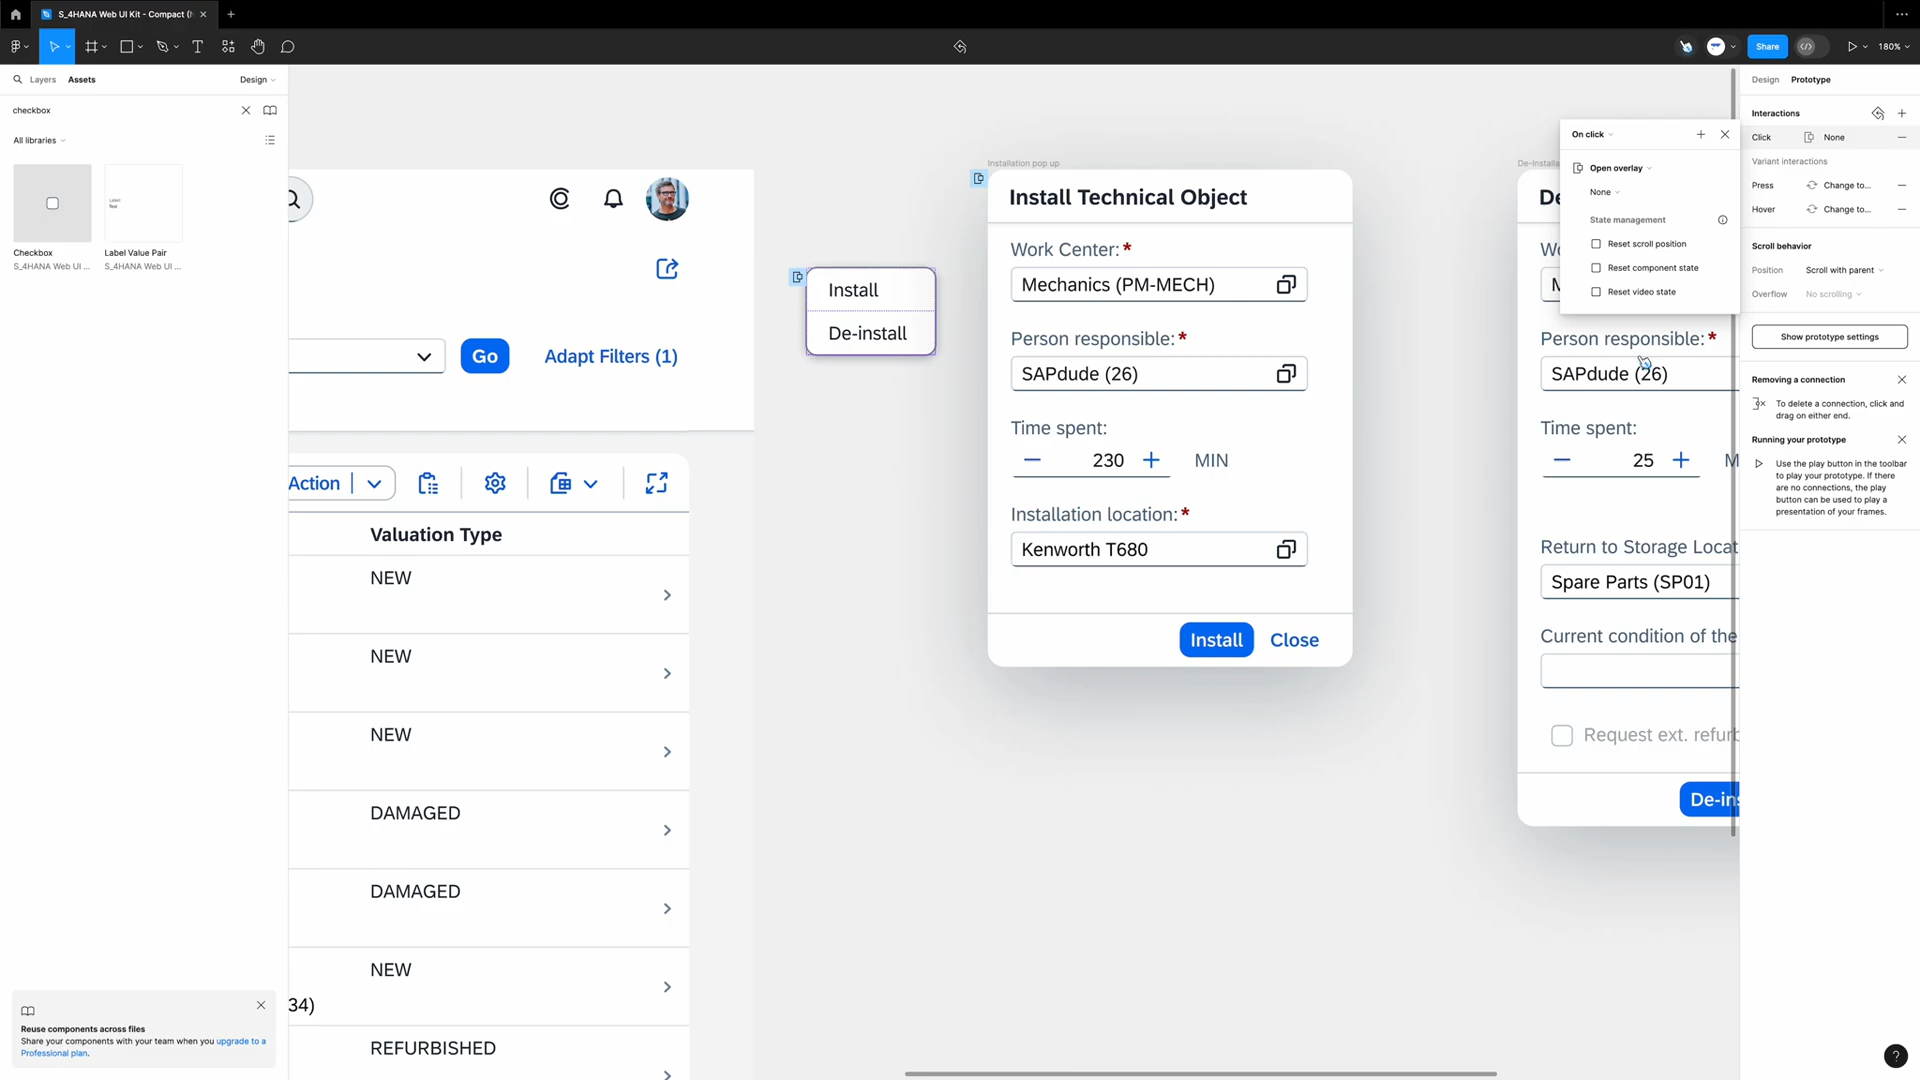 S_4HANA Web UI Kit - Compact (
Share
180%
Layers
Assets
Design
checkbox
All libraries
Label
Text
Checkbox
S_4HANA Web UI ...
Label Value Pair
S_4HANA Web UI ...
Reuse components across files
Share your components with your team when you upgrade to a
Professional plan.
Go
Adapt Filters (1)
Action
Valuation Type
NEW
NEW
NEW
DAMAGED
DAMAGED
NEW
34)
REFURBISHED
Install
De-install
Installation pop up
Install Technical Object
Work Center:*
Mechanics (PM-MECH)
Person responsible:*
SAPdude (26)
Time spent:
230
MIN
Installation location:*
Kenworth T680
Install
Close
De-Installa
De
Wo
M
Person responsible:*
SAPdude (26)
Time spent:
25
M
Return to Storage Locat
Spare Parts (SP01)
Current condition of the
Request ext. refurb
De-ins
On click
Open overlay
None
State management
Reset scroll position
Reset component state
Reset video state
Design
Prototype
Interactions
Click
None
Variant interactions
Press
Change to...
Hover
Change to...
Scroll behavior
Position
Scroll with parent
Overflow
No scrolling
Show prototype settings
Removing a connection
To delete a connection, click and
drag on either end.
Running your prototype
Use the play button in the toolbar
to play your prototype. If there
are no connections, the play
button can be used to play a
presentation of your frames.
?